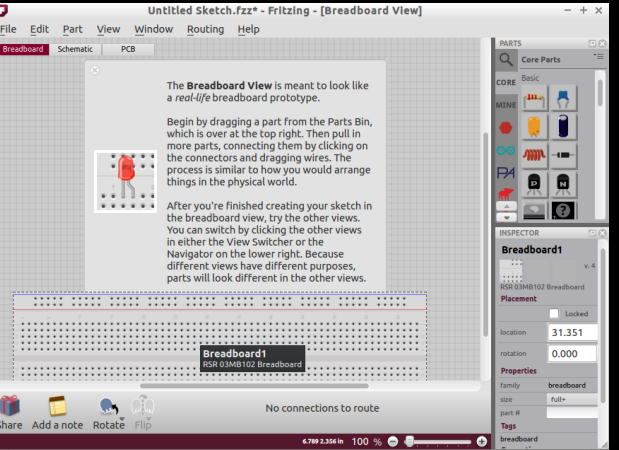 Untitled Sketch.fzz* - Fritzing - [Breadboard View]
File Edit Part View Window Routing Help
Breadboard Schematic PCB
The Breadboard View is meant to look like
a real-life breadboard prototype.
Begin by dragging a part from the Parts Bin,
which is over at the top right. Then pull in
more parts, connecting them by clicking on
the connectors and dragging wires. The
process is similar to how you would arrange
things in the physical world.
After you're finished creating your sketch in
the breadboard view, try the other views.
You can switch by clicking the other views
in either the View Switcher or the
Navigator on the lower right. Because
different views have different purposes,
parts will look different in the other views.
Breadboard1
RSR 03MB102 Breadboard
Share Add a note Rotate Flip
No connections to route
6.789 2.356 in 100 %
PARTS
Core Parts
CORE
Basic
MINE
PA
P
N
?
INSPECTOR
Breadboard1
v. 4
RSR 03MB102 Breadboard
Placement
Locked
location 31.351
rotation 0.000
Properties
family breadboard
size full+
part #
Tags
breadboard